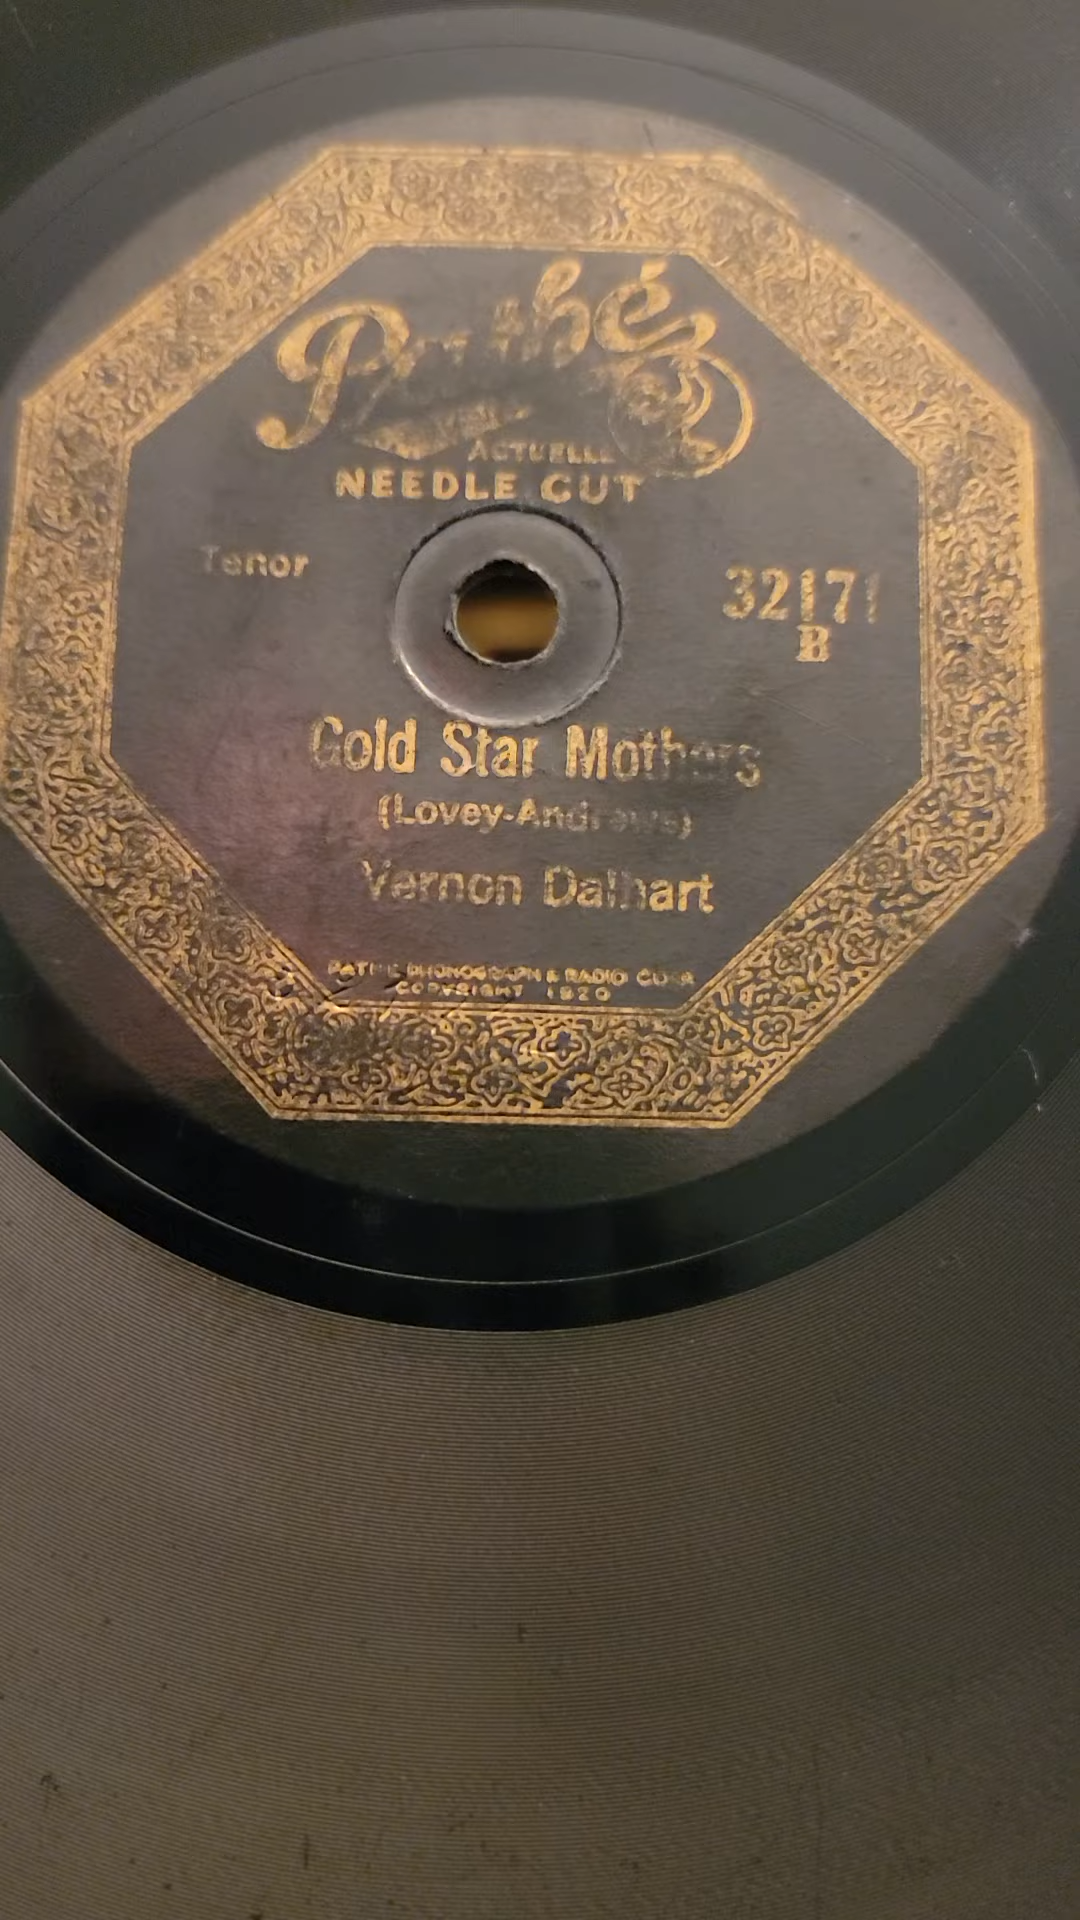 Pathé
ACTUELLE
NEEDLE CUT
Tenor
32171
B
Gold Star Mothers
(Lovey-Andrews)
Vernon Dalhart
PATHE PHONOGRAPH & RADIO CORP.
COPYRIGHT 1920